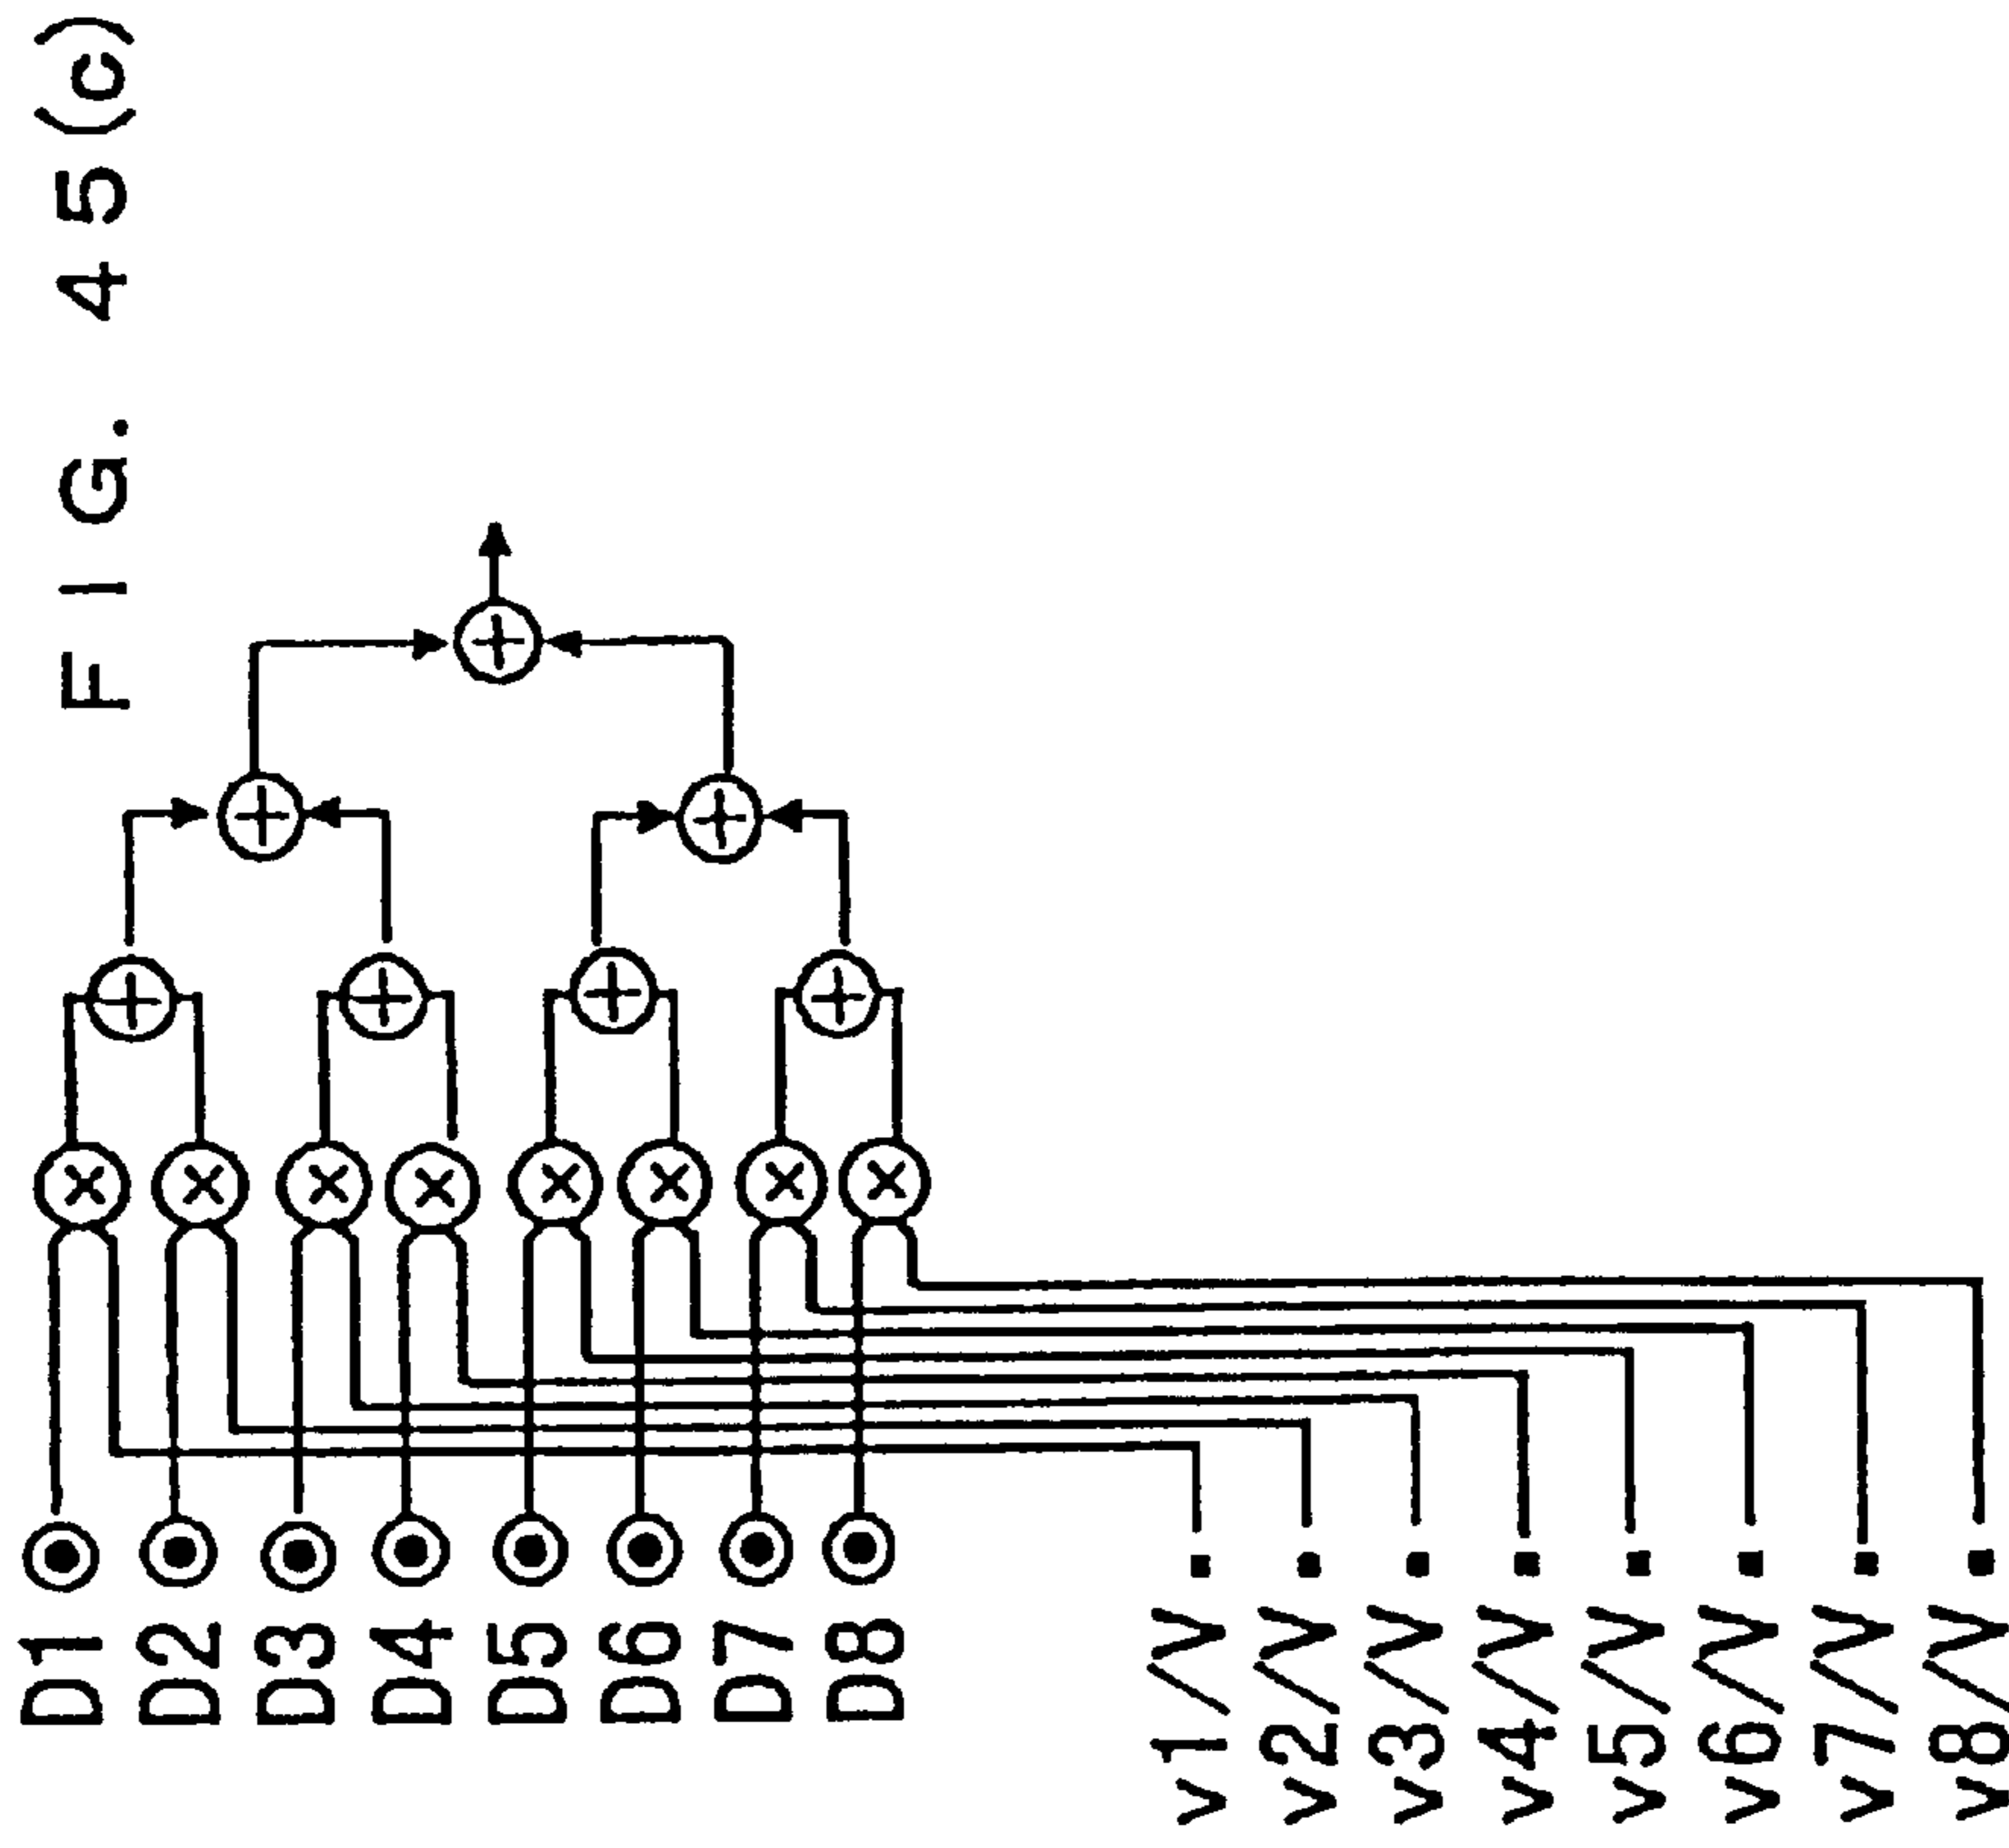 FIG. 45(c)
D1
D2
D3
D4
D5
D6
D7
D8
v1/V
v2/V
v3/V
v4/V
v5/V
v6/V
v7/V
v8/V